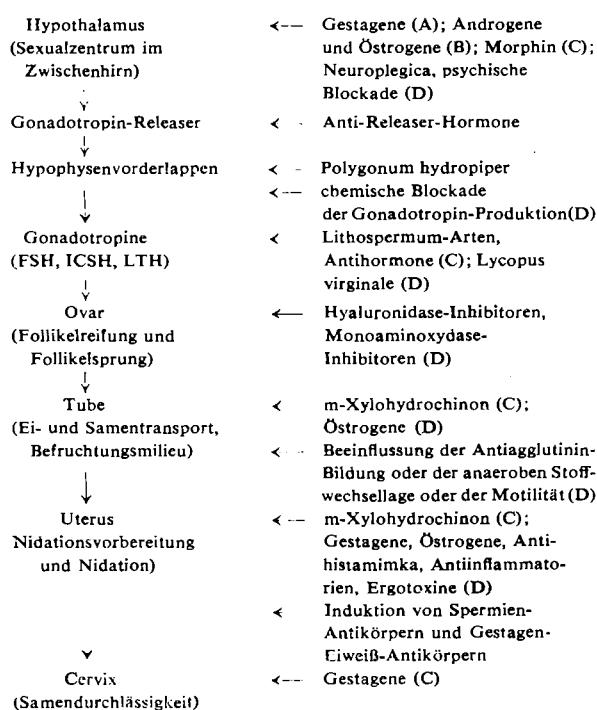 Hypothalamus <-- Gestagene (A); Androgene
(Sexualzentrum im und Östrogene (B); Morphin (C);
Zwischenhirn) Neuroplegica, psychische
Blockade (D)
Gonadotropin-Releaser < - Anti-Releaser-Hormone
Hypophysenvorderlappen < - Polygonum hydropiper
<-- chemische Blockade
der Gonadotropin-Produktion(D)
Gonadotropine < Lithospermum-Arten,
(FSH, ICSH, LTH) Antihormone (C); Lycopus
virginale (D)
Ovar <— Hyaluronidase-Inhibitoren,
(Follikelreifung und Monoaminoxydase-
Follikelsprung) Inhibitoren (D)
Tube < m-Xylohydrochinon (C);
(Ei- und Samentransport, Östrogene (D)
Befruchtungsmilieu) < - Beeinflussung der Antiagglutinin-
Bildung oder der anaeroben Stoff-
wechsellage oder der Motilität(D)
Uterus <-- m-Xylohydrochinon (C);
Nidationsvorbereitung Gestagene, Östrogene, Anti-
und Nidation) histamimka, Antiinflammato-
rien, Ergotoxine (D)
< Induktion von Spermien-
Antikörpern und Gestagen-
Eiweiß-Antikörpern
Cervix <-- Gestagene (C)
(Samendurchlässigkeit)